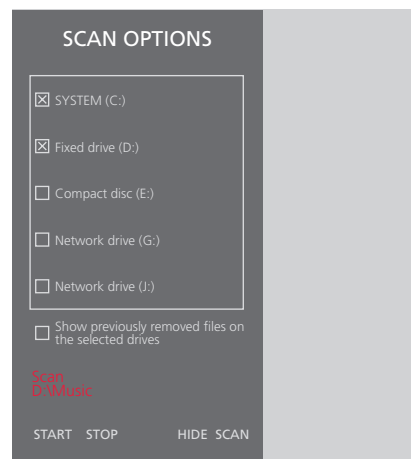 SCAN OPTIONS
SYSTEM (C:)
Fixed drive (D:)
Compact disc (E:)
Network drive (G:)
Network drive (J:)
Show previously removed files on
the selected drives
Scan
D:\Music
START STOP HIDE SCAN